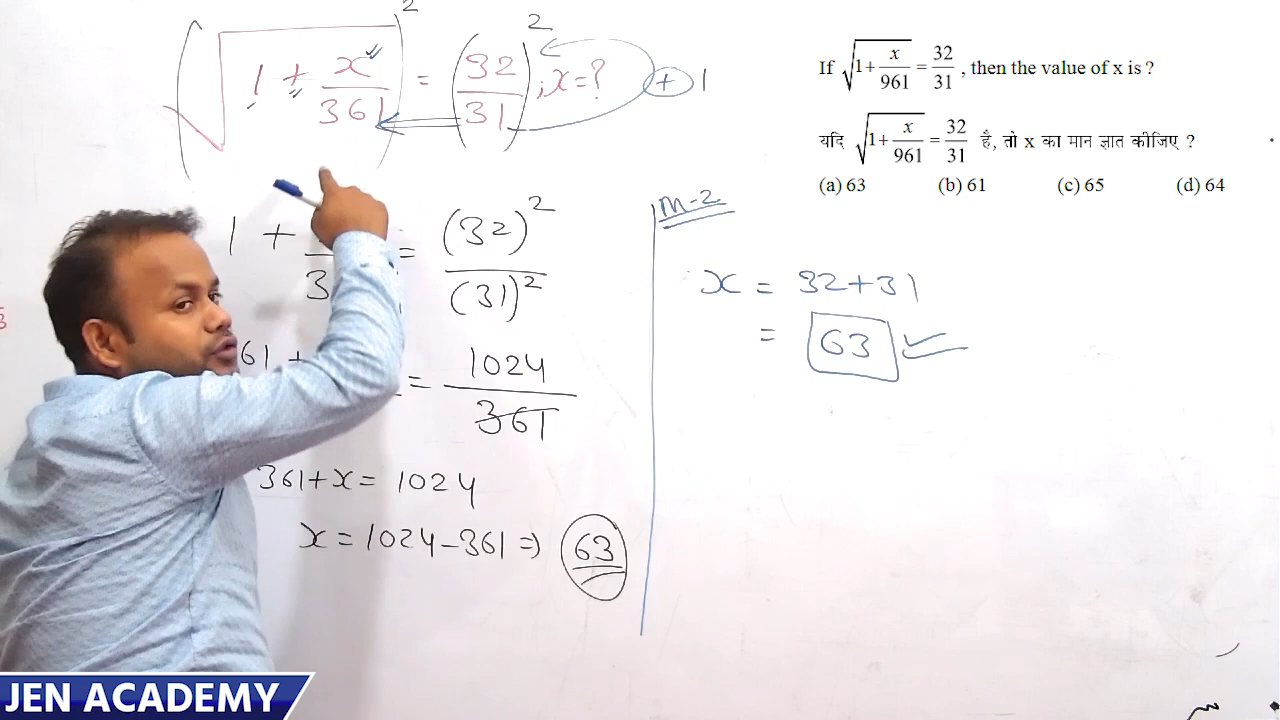 (√1 + x/361)² = (32/31)² ; x = ? + 1
1 + = (32)²/(31)²
61 + = 1024/361
361 + x = 1024
x = 1024 - 361 ⇒ 63
M-2
x = 32 + 31
= 63
If √1+x/961 = 32/31 , then the value of x is ?
यदि √1+x/961 = 32/31 है, तो x का मान ज्ञात कीजिए ?
(a) 63 (b) 61 (c) 65 (d) 64
JEN ACADEMY